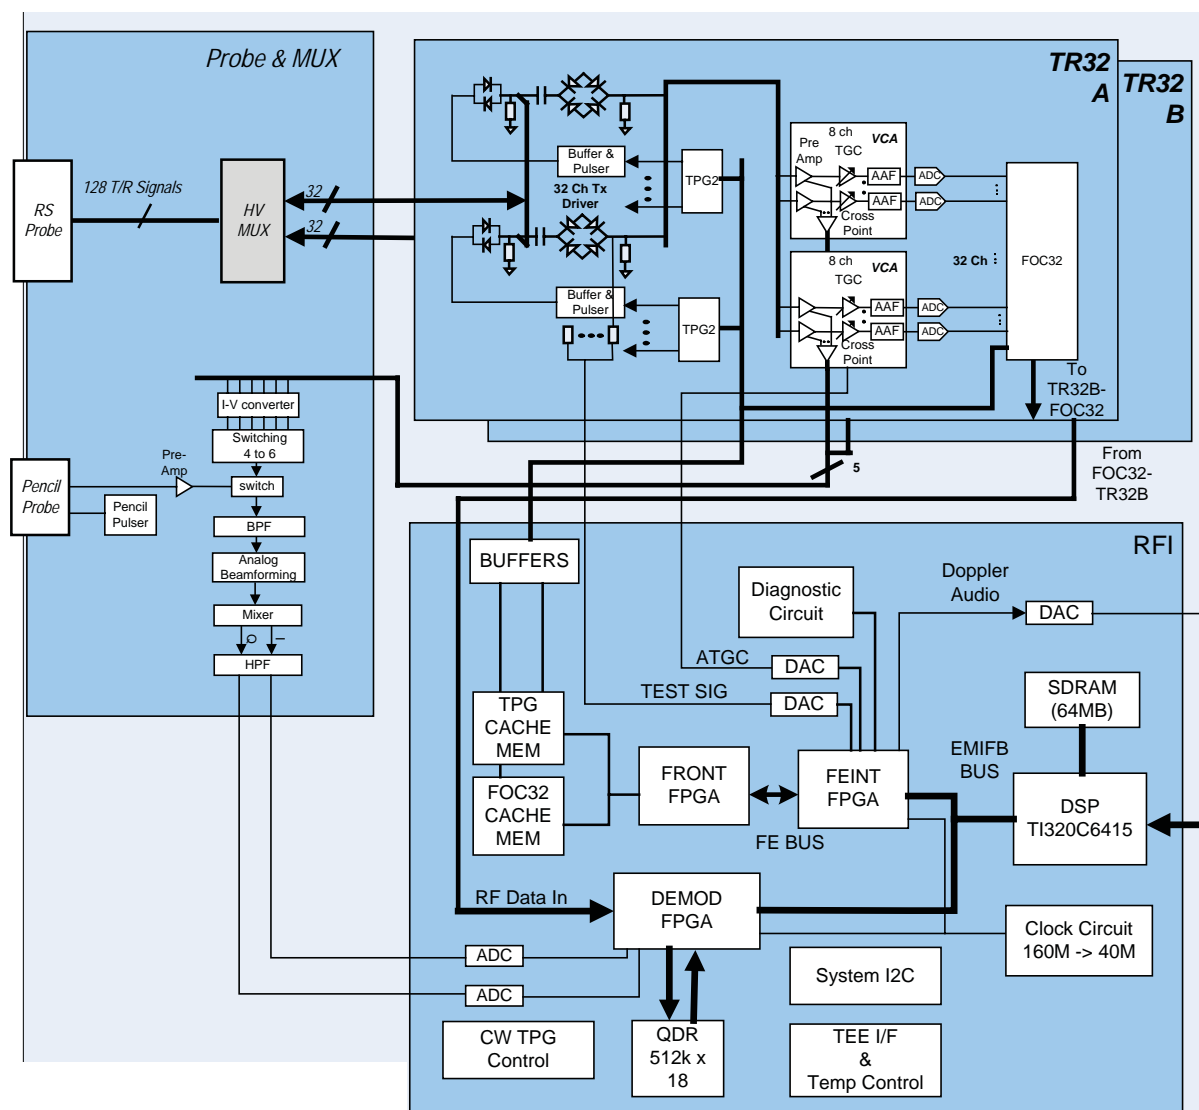 Probe & MUX
TR32
A
TR32
B
RS
Probe
128 T/R Signals
HV
MUX
32
32
Buffer &
Pulser
32 Ch Tx
Driver
TPG2
Buffer &
Pulser
TPG2
8 ch
VCA
Pre
Amp
TGC
AAF
ADC
AAF
ADC
Cross
Point
8 ch
VCA
TGC
AAF
ADC
AAF
ADC
Cross
Point
32 Ch
FOC32
To
TR32B-
FOC32
From
FOC32-
TR32B
5
I-V converter
Switching
4 to 6
Pre-
Amp
switch
Pencil
Probe
Pencil
Pulser
BPF
Analog
Beamforming
Mixer
Q
I
HPF
RFI
BUFFERS
Diagnostic
Circuit
Doppler
Audio
DAC
ATGC
DAC
TEST SIG
DAC
SDRAM
(64MB)
TPG
CACHE
MEM
FOC32
CACHE
MEM
FRONT
FPGA
FEINT
FPGA
FE BUS
EMIFB
BUS
DSP
TI320C6415
RF Data In
DEMOD
FPGA
Clock Circuit
160M -> 40M
ADC
ADC
System I2C
CW TPG
Control
QDR
512k x
18
TEE I/F
&
Temp Control